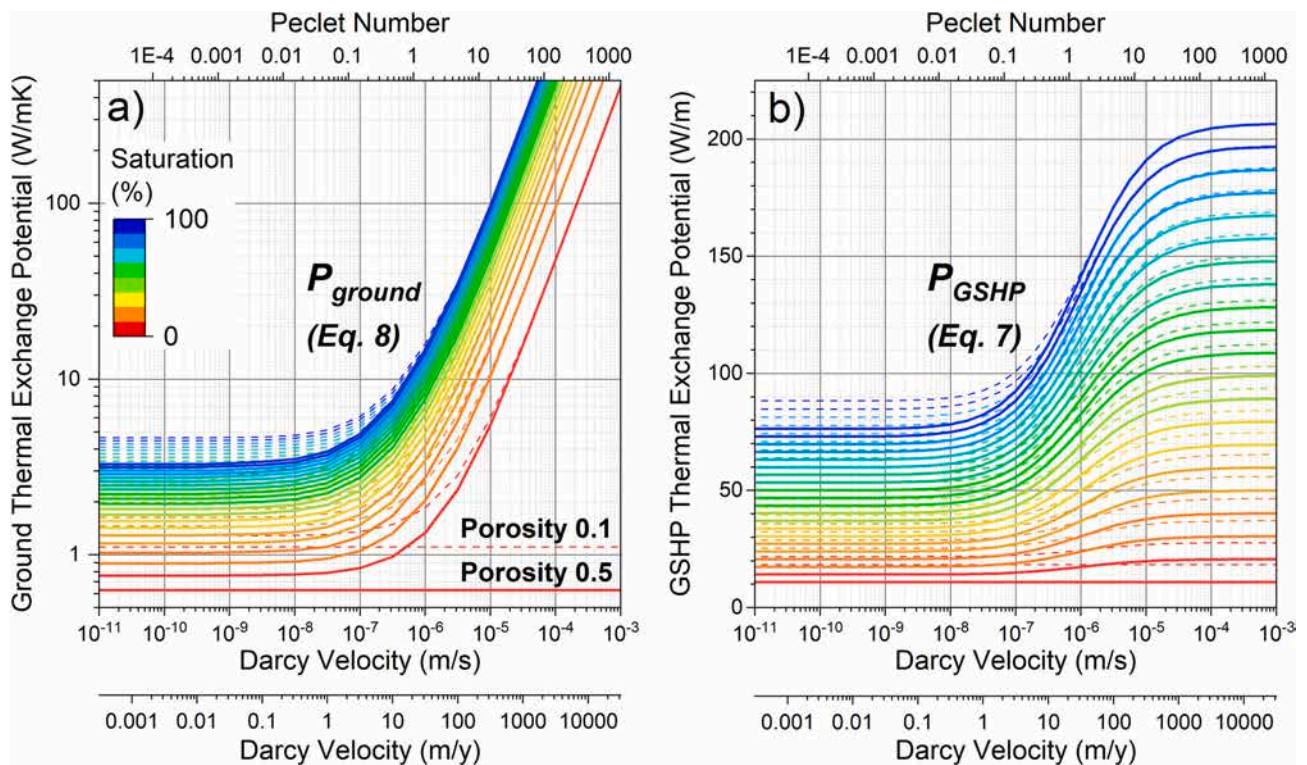 Peclet Number
1E-4 0.001 0.01 0.1 1 10 100 1000
Ground Thermal Exchange Potential (W/mK)
100
10
1
a)
Saturation
(%)
100
0
P ground
(Eq. 8)
Porosity 0.1
Porosity 0.5
10⁻¹¹ 10⁻¹⁰ 10⁻⁹ 10⁻⁸ 10⁻⁷ 10⁻⁶ 10⁻⁵ 10⁻⁴ 10⁻³
Darcy Velocity (m/s)
0.001 0.01 0.1 1 10 100 1000 10000
Darcy Velocity (m/y)
Peclet Number
1E-4 0.001 0.01 0.1 1 10 100 1000
GSHP Thermal Exchange Potential (W/m)
200
150
100
50
0
b)
P GSHP
(Eq. 7)
10⁻¹¹ 10⁻¹⁰ 10⁻⁹ 10⁻⁸ 10⁻⁷ 10⁻⁶ 10⁻⁵ 10⁻⁴ 10⁻³
Darcy Velocity (m/s)
0.001 0.01 0.1 1 10 100 1000 10000
Darcy Velocity (m/y)